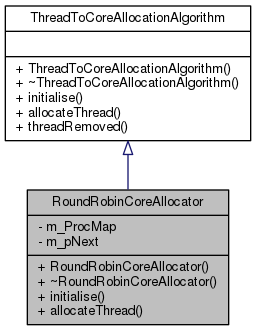 ThreadToCoreAllocationAlgorithm
+ ThreadToCoreAllocationAlgorithm()
+ ~ThreadToCoreAllocationAlgorithm()
+ initialise()
+ allocateThread()
+ threadRemoved()
RoundRobinCoreAllocator
- m_ProcMap
- m_pNext
+ RoundRobinCoreAllocator()
+ ~RoundRobinCoreAllocator()
+ initialise()
+ allocateThread()